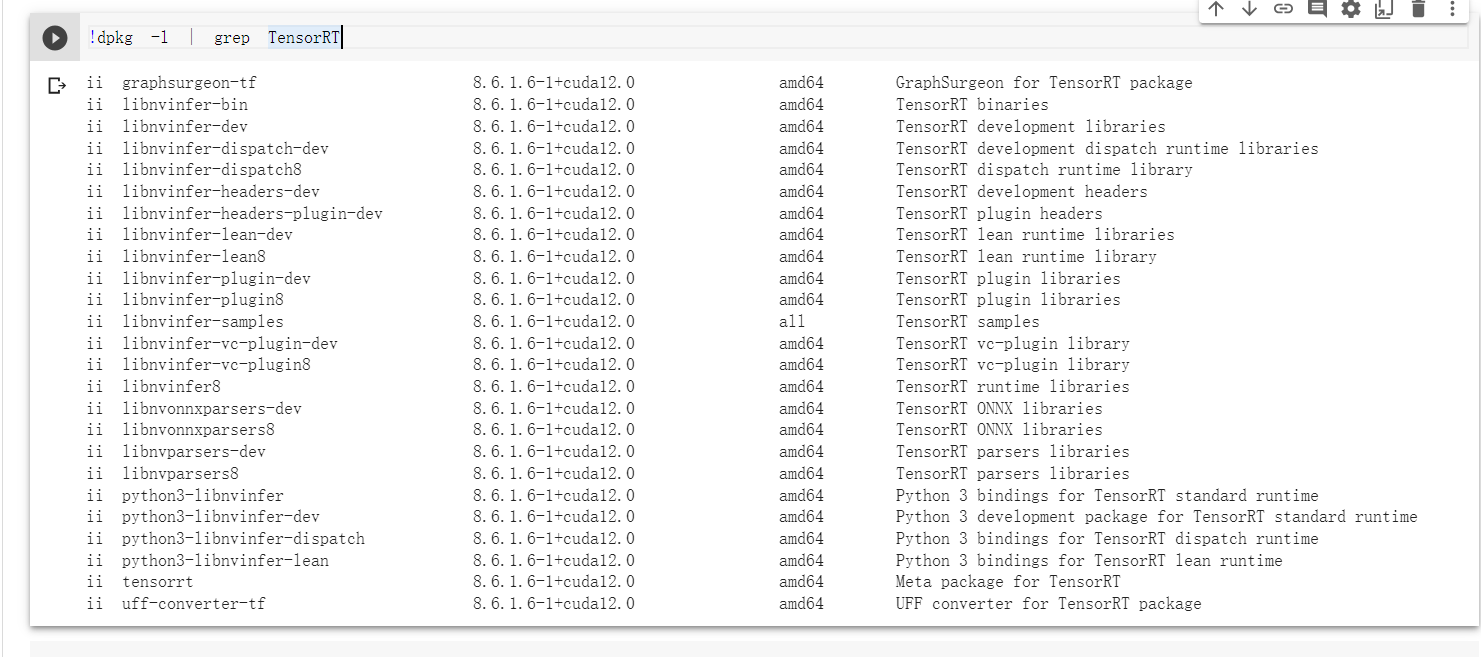 !dpkg -l | grep TensorRT
ii graphsurgeon-tf 8.6.1.6-1+cuda12.0 amd64 GraphSurgeon for TensorRT package
ii libnvinfer-bin 8.6.1.6-1+cuda12.0 amd64 TensorRT binaries
ii libnvinfer-dev 8.6.1.6-1+cuda12.0 amd64 TensorRT development libraries
ii libnvinfer-dispatch-dev 8.6.1.6-1+cuda12.0 amd64 TensorRT development dispatch runtime libraries
ii libnvinfer-dispatch8 8.6.1.6-1+cuda12.0 amd64 TensorRT dispatch runtime library
ii libnvinfer-headers-dev 8.6.1.6-1+cuda12.0 amd64 TensorRT development headers
ii libnvinfer-headers-plugin-dev 8.6.1.6-1+cuda12.0 amd64 TensorRT plugin headers
ii libnvinfer-lean-dev 8.6.1.6-1+cuda12.0 amd64 TensorRT lean runtime libraries
ii libnvinfer-lean8 8.6.1.6-1+cuda12.0 amd64 TensorRT lean runtime library
ii libnvinfer-plugin-dev 8.6.1.6-1+cuda12.0 amd64 TensorRT plugin libraries
ii libnvinfer-plugin8 8.6.1.6-1+cuda12.0 amd64 TensorRT plugin libraries
ii libnvinfer-samples 8.6.1.6-1+cuda12.0 all TensorRT samples
ii libnvinfer-vc-plugin-dev 8.6.1.6-1+cuda12.0 amd64 TensorRT vc-plugin library
ii libnvinfer-vc-plugin8 8.6.1.6-1+cuda12.0 amd64 TensorRT vc-plugin library
ii libnvinfer8 8.6.1.6-1+cuda12.0 amd64 TensorRT runtime libraries
ii libnvonnxparsers-dev 8.6.1.6-1+cuda12.0 amd64 TensorRT ONNX libraries
ii libnvonnxparsers8 8.6.1.6-1+cuda12.0 amd64 TensorRT ONNX libraries
ii libnvparsers-dev 8.6.1.6-1+cuda12.0 amd64 TensorRT parsers libraries
ii libnvparsers8 8.6.1.6-1+cuda12.0 amd64 TensorRT parsers libraries
ii python3-libnvinfer 8.6.1.6-1+cuda12.0 amd64 Python 3 bindings for TensorRT standard runtime
ii python3-libnvinfer-dev 8.6.1.6-1+cuda12.0 amd64 Python 3 development package for TensorRT standard runtime
ii python3-libnvinfer-dispatch 8.6.1.6-1+cuda12.0 amd64 Python 3 bindings for TensorRT dispatch runtime
ii python3-libnvinfer-lean 8.6.1.6-1+cuda12.0 amd64 Python 3 bindings for TensorRT lean runtime
ii tensorrt 8.6.1.6-1+cuda12.0 amd64 Meta package for TensorRT
ii uff-converter-tf 8.6.1.6-1+cuda12.0 amd64 UFF converter for TensorRT package